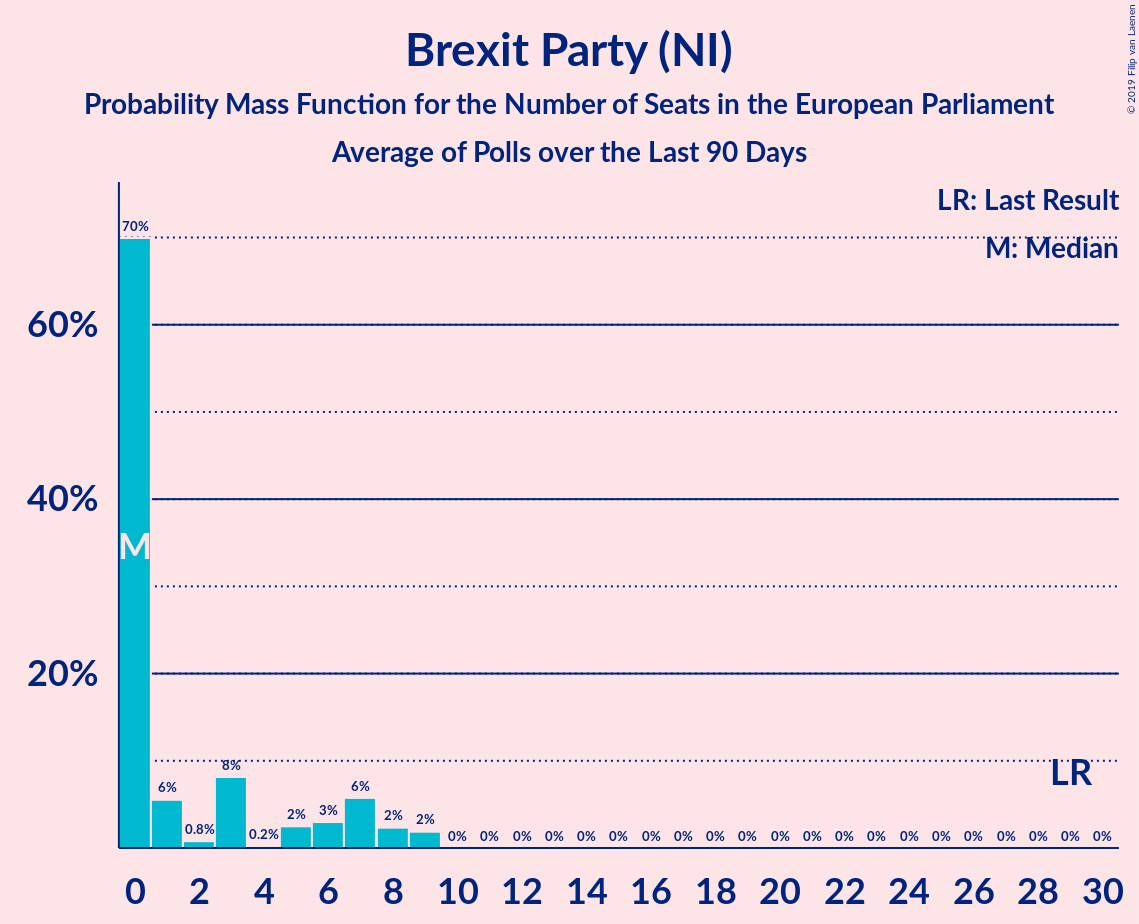 Brexit Party (NI)
Probability Mass Function for the Number of Seats in the European Parliament
Average of Polls over the Last 90 Days
© 2019 Filip van Laenen
LR: Last Result
M: Median
70%
60%
40%
M
20%
LR
6% 0.8% 8% 0.2% 2% 3% 6% 2% 2% 0% 0% 0% 0% 0% 0% 0% 0% 0% 0% 0% 0% 0% 0% 0% 0% 0% 0% 0% 0% 0%
0 2 4 6 8 10 12 14 16 18 20 22 24 26 28 30